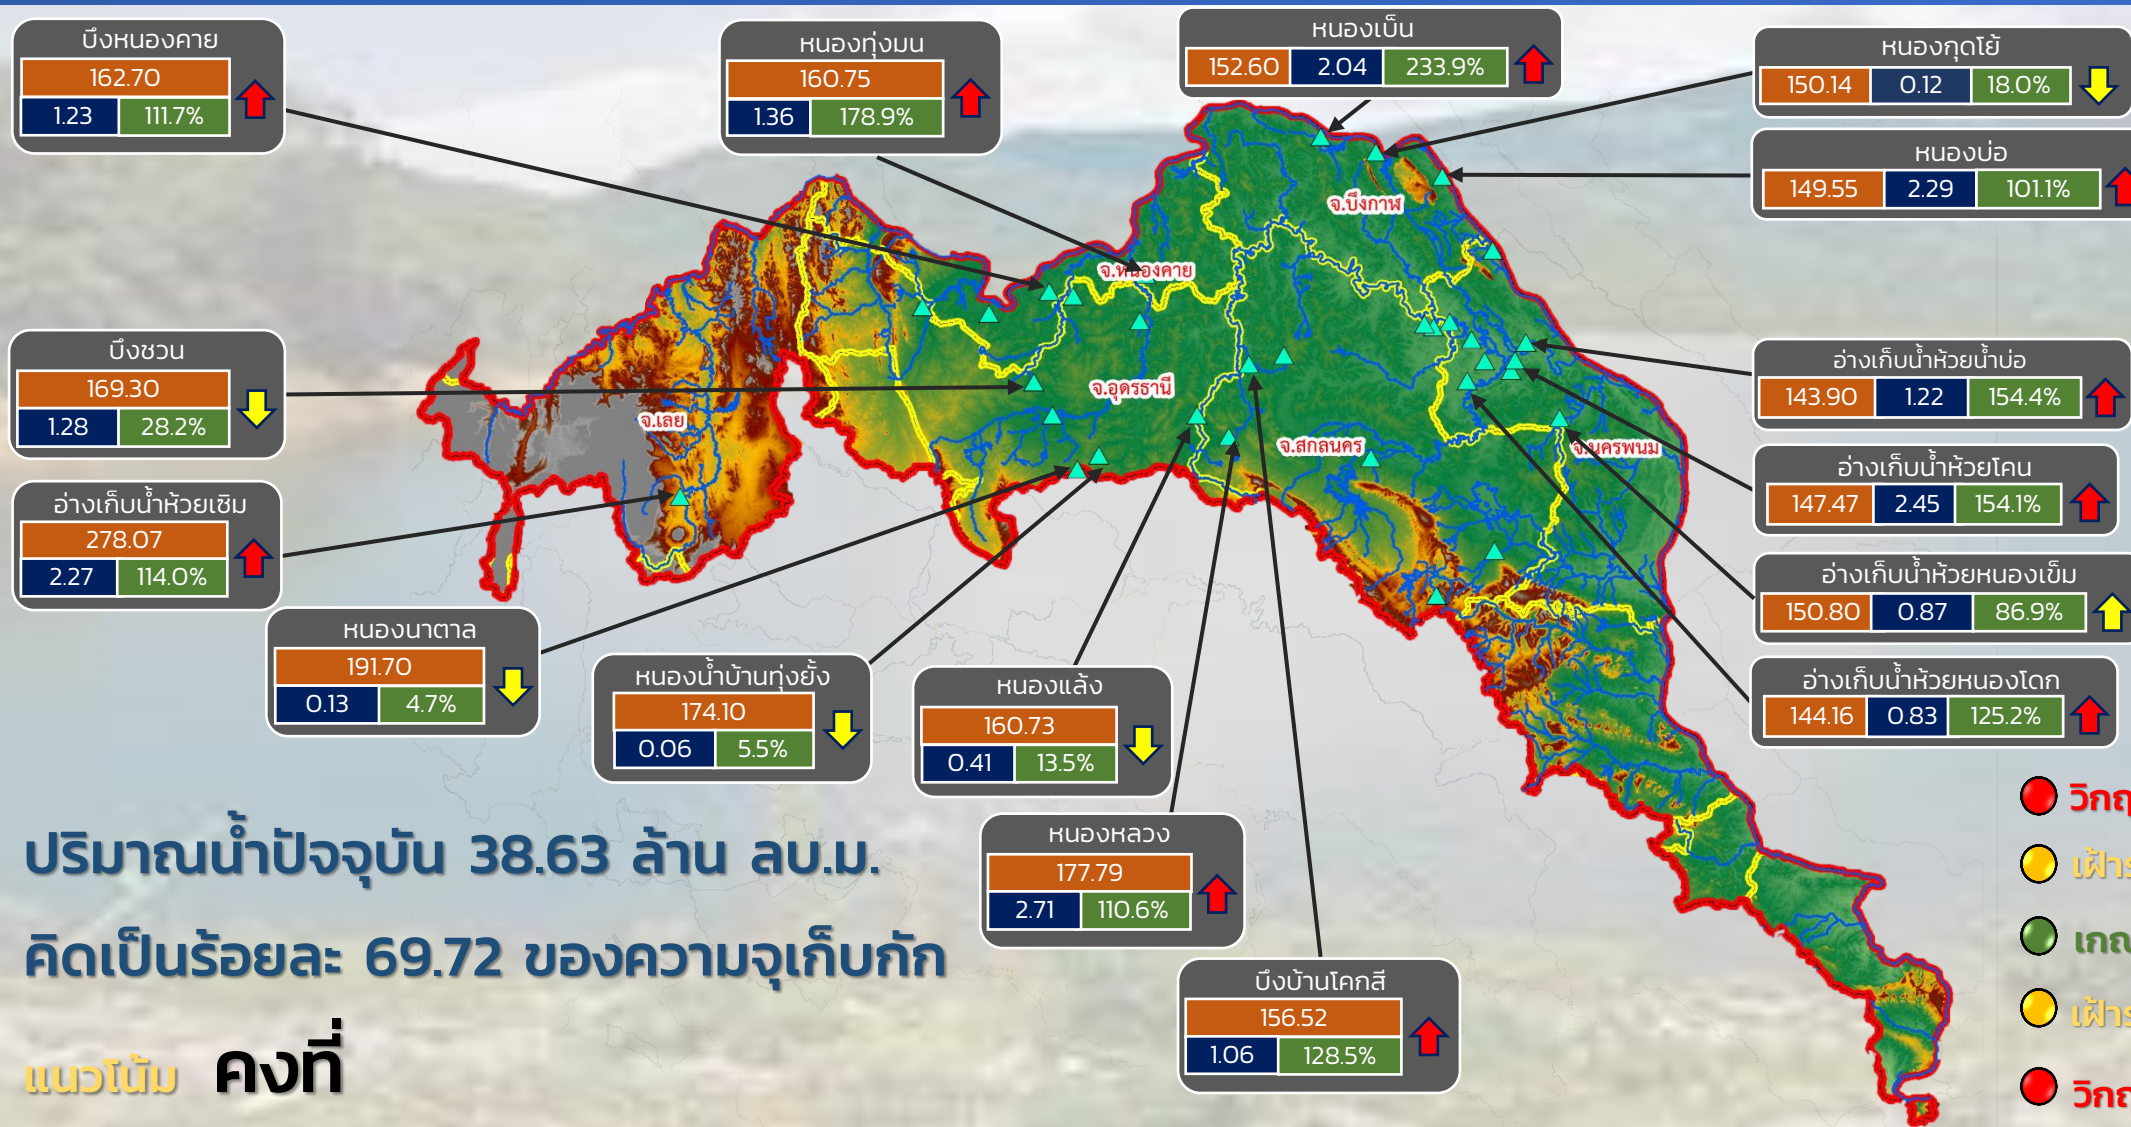 บึงหนองคาย
162.70
1.23 111.7%
หนองทุ่งมน
160.75
1.36 178.9%
หนองเบ็น
152.60 2.04 233.9%
หนองกุดโย้
150.14 0.12 18.0%
หนองบ่อ
149.55 2.29 101.1%
บึงชวน
169.30
1.28 28.2%
อ่างเก็บน้ำห้วยเซิม
278.07
2.27 114.0%
หนองนาตาล
191.70
0.13 4.7%
หนองน้ำบ้านทุ่งยั้ง
174.10
0.06 5.5%
หนองแล้ง
160.73
0.41 13.5%
หนองหลวง
177.79
2.71 110.6%
บึงบ้านโคกสี
156.52
1.06 128.5%
อ่างเก็บน้ำห้วยน้ำบ่อ
143.90 1.22 154.4%
อ่างเก็บน้ำห้วยโคน
147.47 2.45 154.1%
อ่างเก็บน้ำห้วยหนองเข็ม
150.80 0.87 86.9%
อ่างเก็บน้ำห้วยหนองโดก
144.16 0.83 125.2%
จ.บึงกาฬ
จ.หนองคาย
จ.อุดรธานี
จ.เลย
จ.สกลนคร
จ.นครพนม
ปริมาณน้ำปัจจุบัน 38.63 ล้าน ลบ.ม.
คิดเป็นร้อยละ 69.72 ของความจุเก็บกัก
แนวโน้ม คงที่